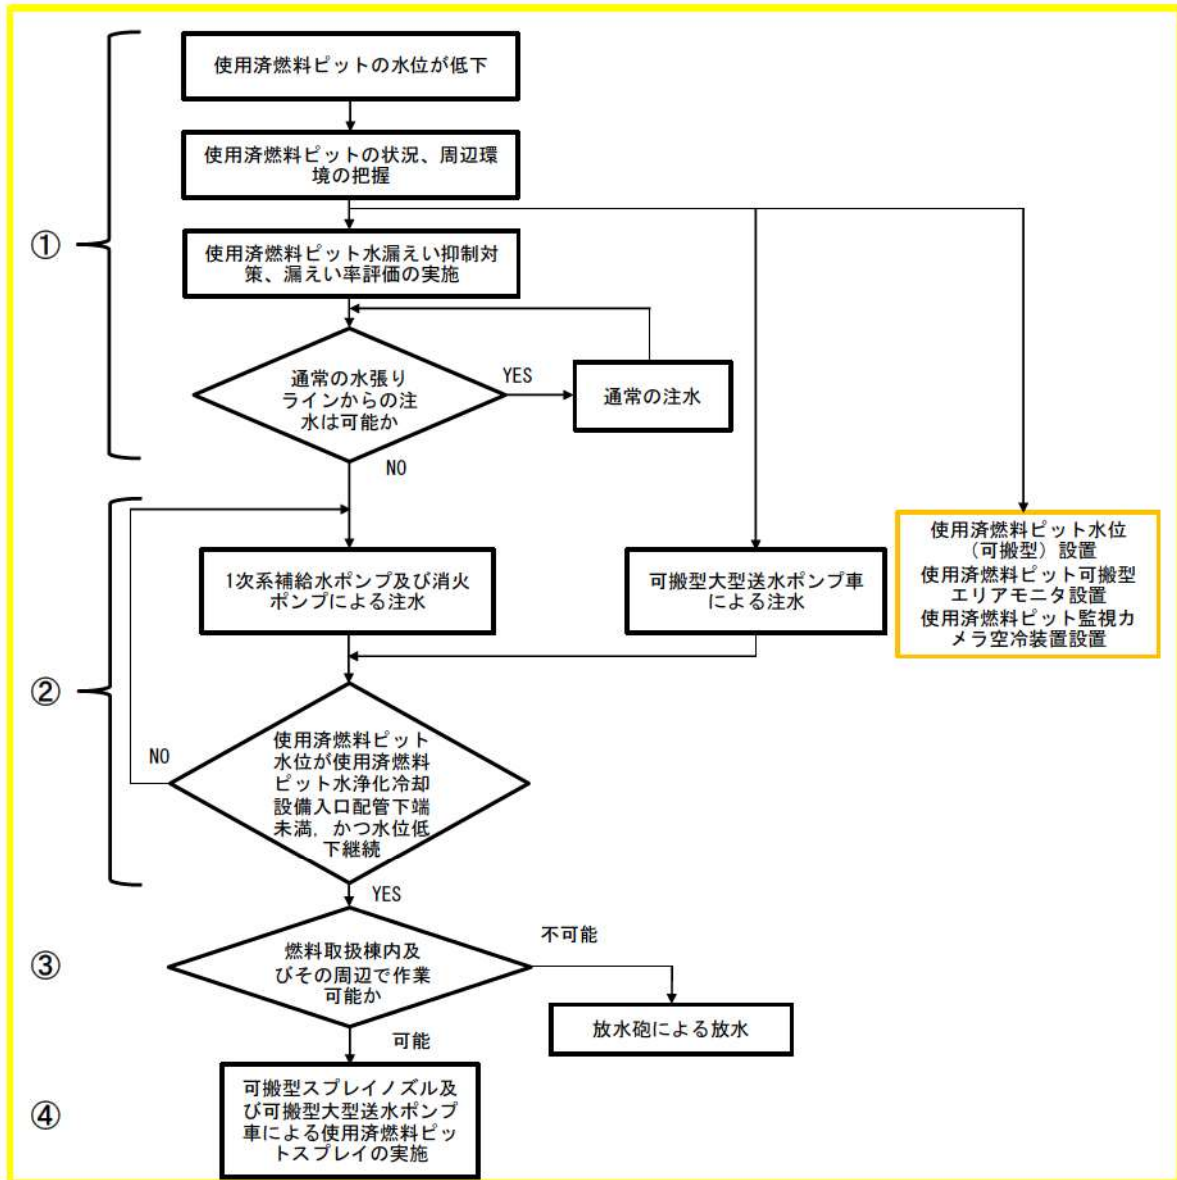 使用済燃料ピットの水位が低下
使用済燃料ピットの状況、周辺環
境の把握
①
使用済燃料ピット水漏えい抑制対
策、漏えい率評価の実施
通常の水張り
ラインからの注
水は可能か
YES
通常の注水
NO
1次系補給水ポンプ及び消火
ポンプによる注水
可搬型大型送水ポンプ車
による注水
使用済燃料ピット水位
（可搬型）設置
使用済燃料ピット可搬型
エリアモニタ設置
使用済燃料ピット監視カ
メラ空冷装置設置
②
NO
使用済燃料ピット
水位が使用済燃料
ピット水浄化冷却
設備入口配管下端
未満，かつ水位低
下継続
YES
③
燃料取扱棟内及
びその周辺で作業
可能か
不可能
放水砲による放水
可能
④
可搬型スプレイノズル及
び可搬型大型送水ポンプ
車による使用済燃料ピッ
トスプレイの実施